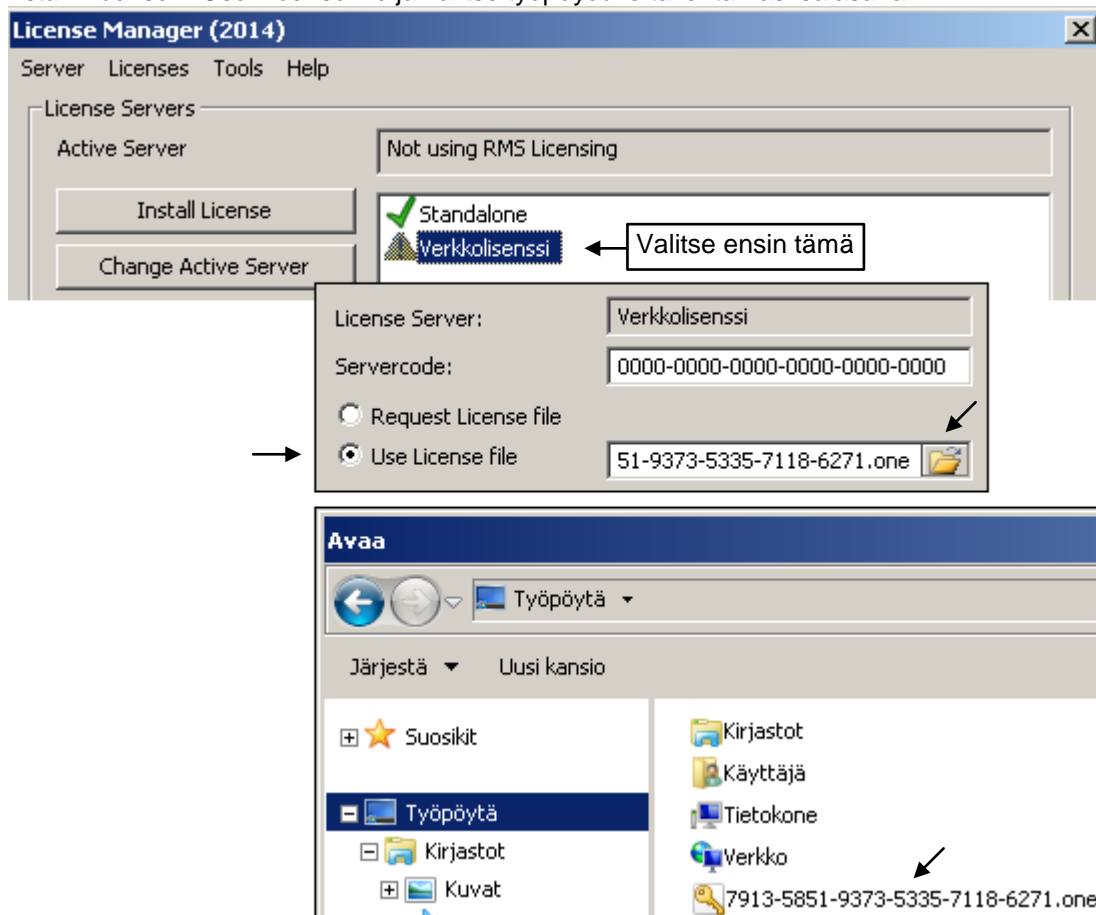 License Manager (2014)
Server Licenses Tools Help
License Servers
Active Server Not using RMS Licensing
Install License Standalone
Verkkolisenssi Valitse ensin tämä
Change Active Server
License Server: Verkkolisenssi
Servercode: 0000-0000-0000-0000-0000-0000
Request License file
Use License file 51-9373-5335-7118-6271.one
Avaa
Työpöytä
Järjestä Uusi kansio
Suosikit Kirjastot
Käyttäjä
Työpöytä Tietokone
Kirjastot Verkko
Kuvat 7913-5851-9373-5335-7118-6271.one